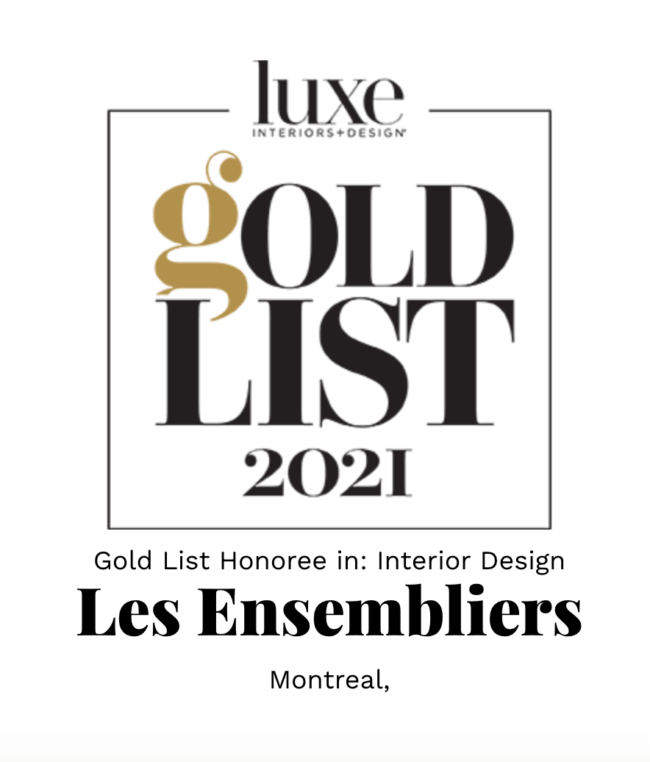 luxe
INTERIORS+DESIGN®
gOLD
LIST
2021
Gold List Honoree in: Interior Design
Les Ensembliers
Montreal,